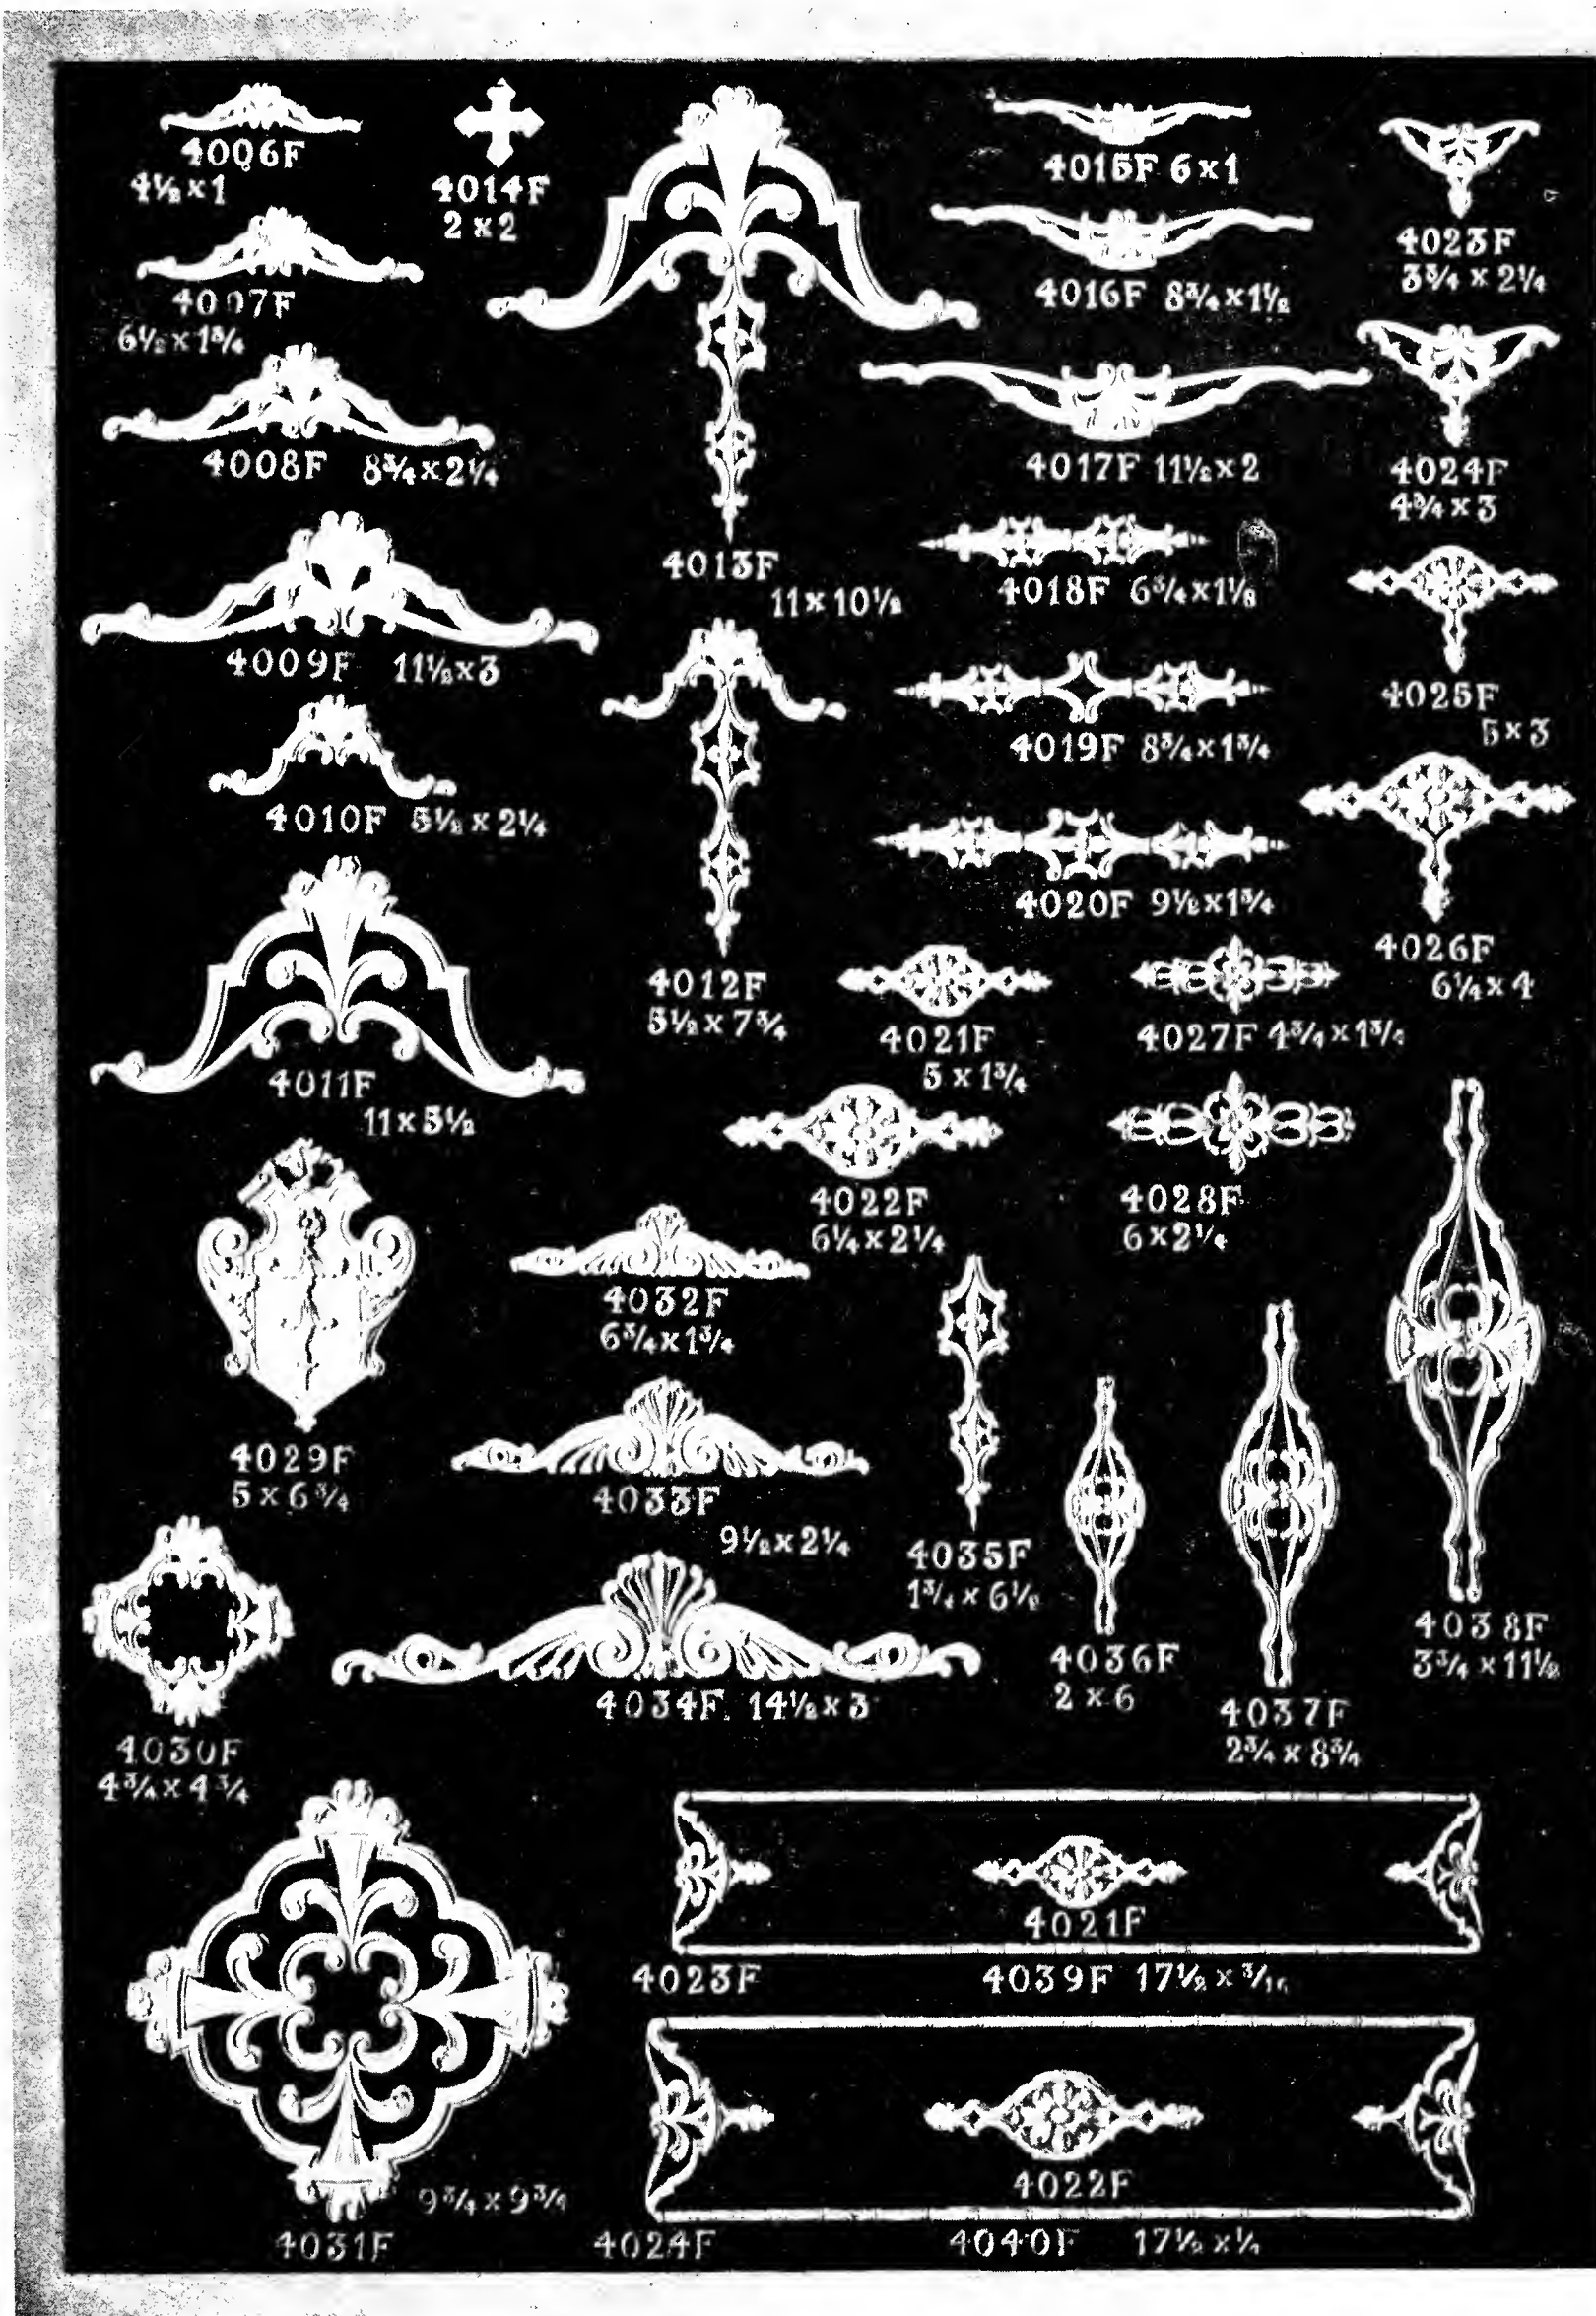 4006F
4½ x 1
4007F
6½ x 1¾
4008F 8¾ x 2¼
4009F 11½ x 3
4010F 5½ x 2¼
4011F
11 x 5½
4014F
2 x 2
4013F
11 x 10½
4012F
5½ x 7¾
4015F 6 x 1
4016F 8¾ x 1½
4017F 11½ x 2
4018F 6¾ x 1⅛
4019F 8¾ x 1¾
4020F 9½ x 1¾
4021F
5 x 1¾
4022F
6¼ x 2¼
4023F
3¾ x 2¼
4024F
4¾ x 3
4025F
5 x 3
4026F
6¼ x 4
4027F 4¾ x 1¾
4028F
6 x 2¼
4029F
5 x 6¾
4030F
4¾ x 4¾
9¾ x 9¾
4031F
4032F
6¾ x 1¾
4033F
9½ x 2¼
4034F. 14½ x 3
4035F
1¾ x 6½
4036F
2 x 6
4037F
2¾ x 8¾
4038F
3¾ x 11½
4021F
4023F 4039F 17½ x 3/16
4022F
4024F 4040F 17½ x ¼